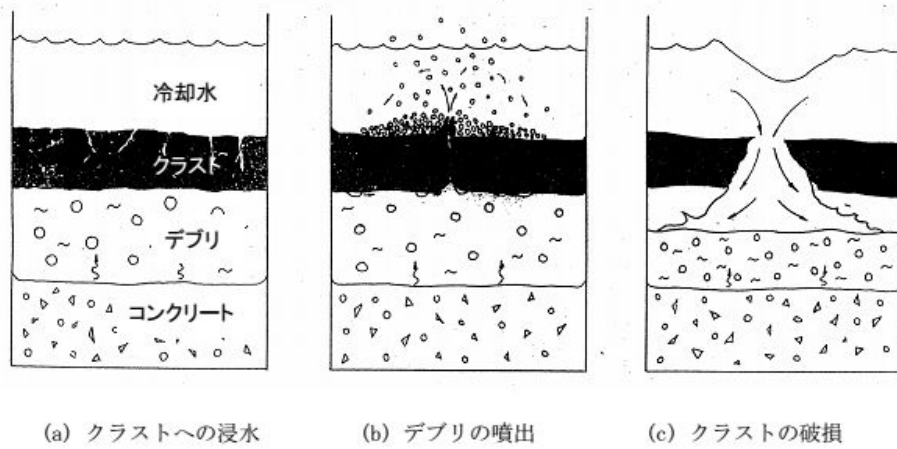 冷却水
クラスト
デブリ
コンクリート
(a) クラストへの浸水
(b) デブリの噴出
(c) クラストの破損